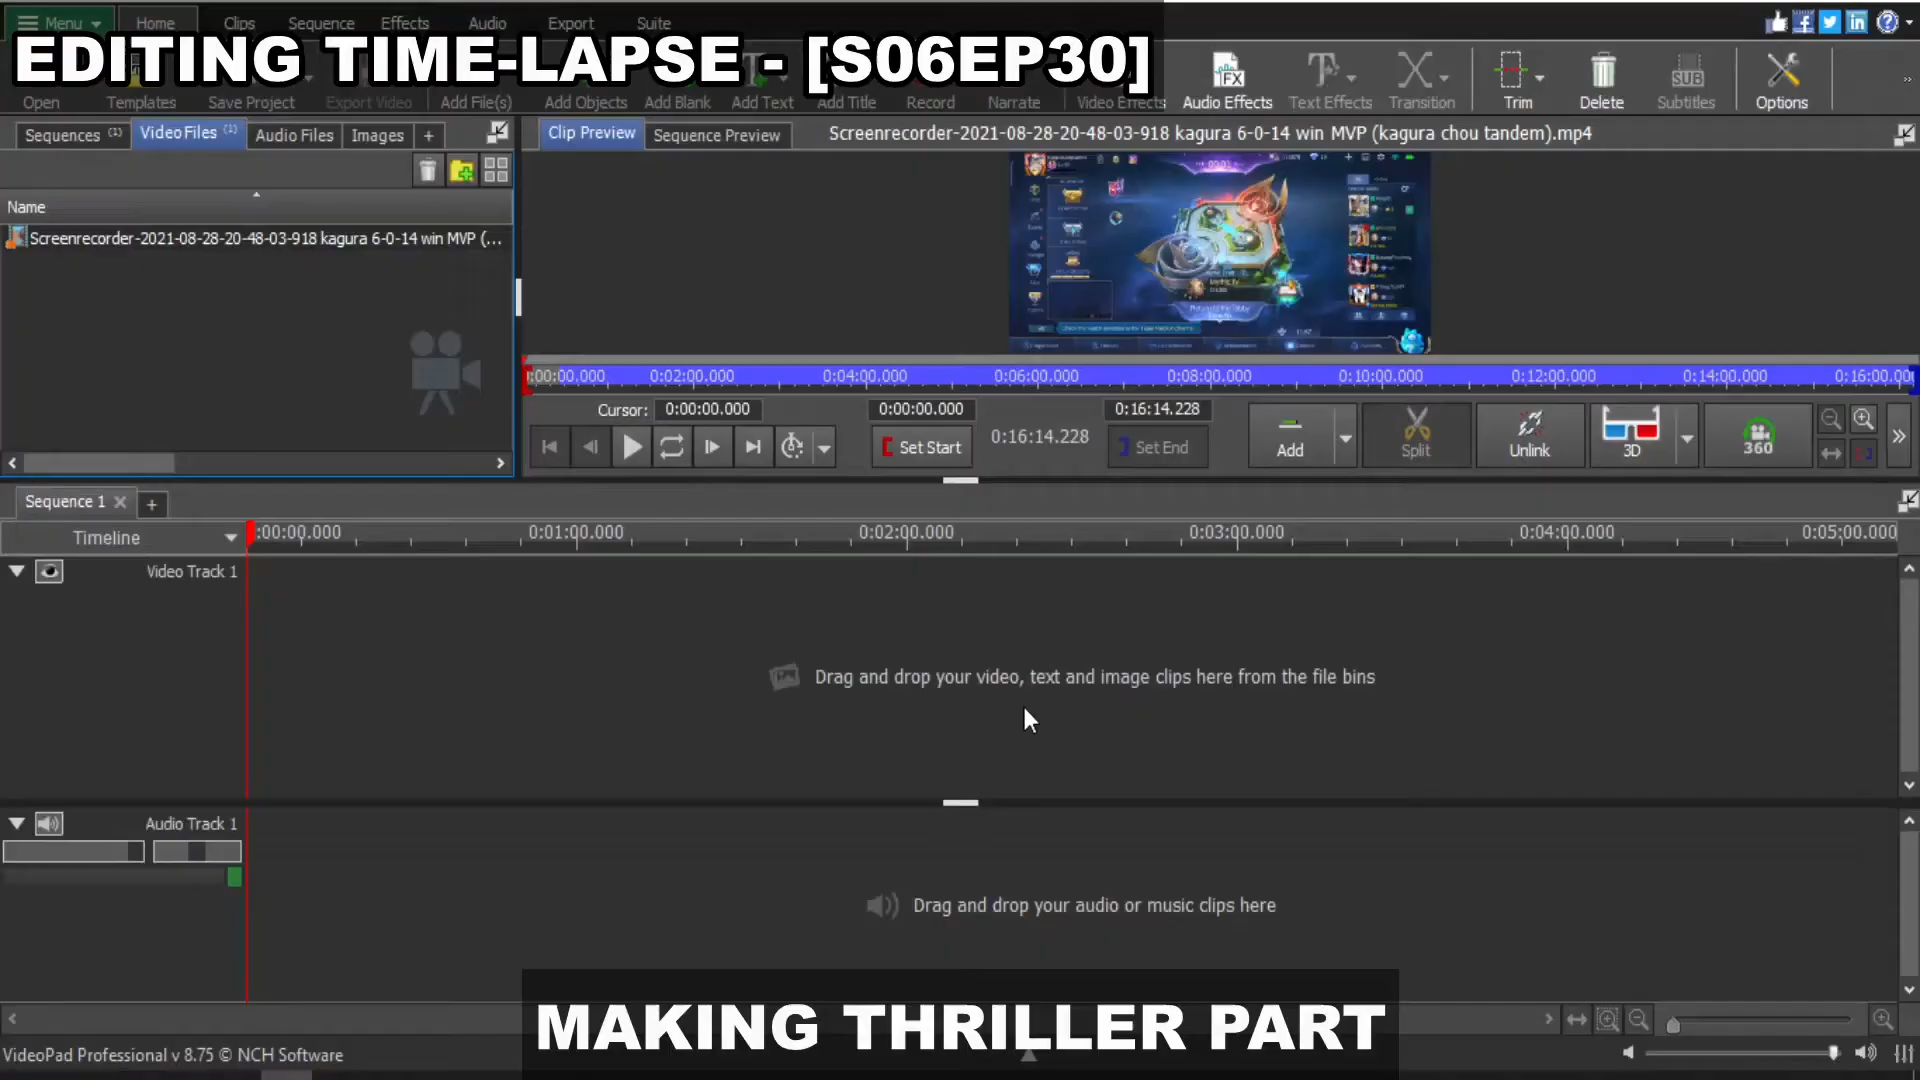 Menu Home Clips Sequence Effects Audio Export Suite
EDITING TIME-LAPSE - [S06EP30]
Open Templates Save Project Export Video Add File(s) Add Objects Add Blank Add Text Add Title Record Narrate Video Effects Audio Effects Text Effects Transition Trim Delete Subtitles Options
FX SUB
Sequences (1) Video Files (1) Audio Files Images +
Clip Preview Sequence Preview Screenrecorder-2021-08-28-20-48-03-918 kagura 6-0-14 win MVP (kagura chou tandem).mp4
Name
Screenrecorder-2021-08-28-20-48-03-918 kagura 6-0-14 win MVP (...
:00:00.000 0:02:00.000 0:04:00.000 0:06:00.000 0:08:00.000 0:10:00.000 0:12:00.000 0:14:00.000 0:16:00.00
Cursor: 0:00:00.000 0:00:00.000 0:16:14.228 0:16:14.228
Set Start Set End Add Split Unlink 3D 360
Sequence 1 +
Timeline :00:00.000 0:01:00.000 0:02:00.000 0:03:00.000 0:04:00.000 0:05:00.000
Video Track 1
Drag and drop your video, text and image clips here from the file bins
Audio Track 1
Drag and drop your audio or music clips here
MAKING THRILLER PART
VideoPad Professional v 8.75 © NCH Software